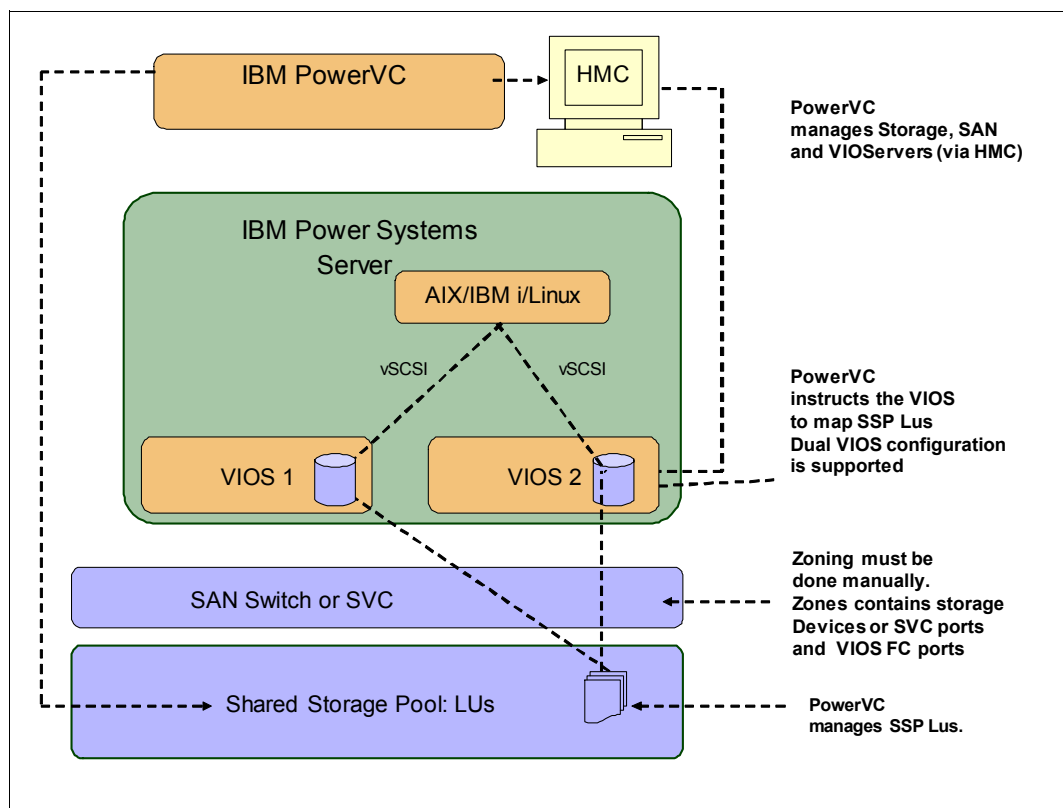 IBM PowerVC
HMC
PowerVC
manages Storage, SAN
and VIOServers (via HMC)
IBM Power Systems
Server
AIX/IBM i/Linux
vSCSI
vSCSI
PowerVC
instructs the VIOS
to map SSP Lus
Dual VIOS configuration
is supported
VIOS 1
VIOS 2
Zoning must be
done manually.
Zones contains storage
Devices or SVC ports
and VIOS FC ports
SAN Switch or SVC
Shared Storage Pool: LUs
PowerVC
manages SSP Lus.